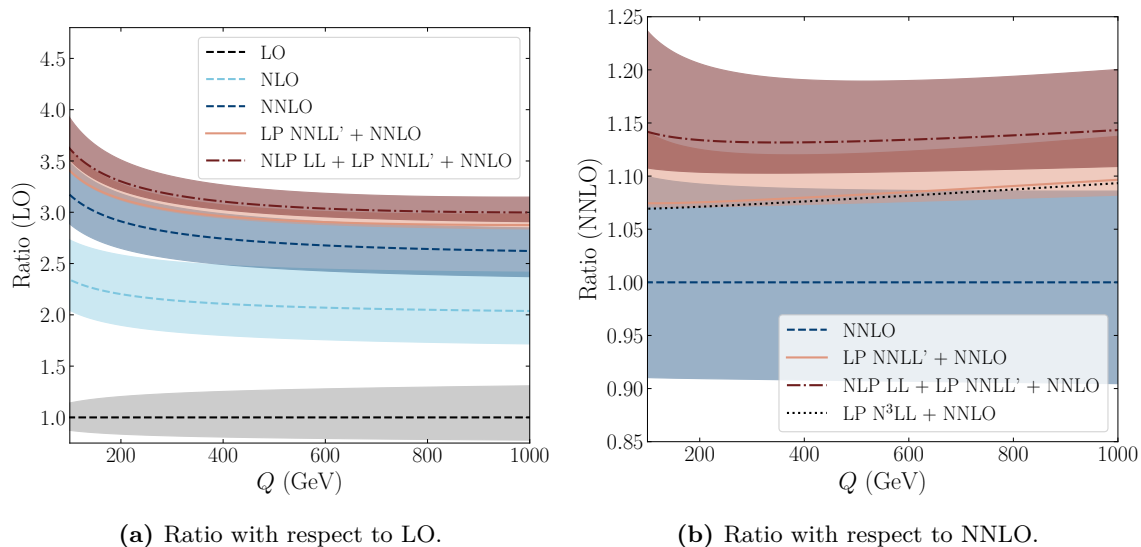 4.5
4.0
3.5
3.0
2.5
2.0
1.5
1.0
Ratio (LO)
LO
NLO
NNLO
LP NNLL' + NNLO
NLP LL + LP NNLL' + NNLO
200
400
600
800
1000
Q (GeV)
(a) Ratio with respect to LO.
1.25
1.20
1.15
1.10
1.05
1.00
0.95
0.90
0.85
Ratio (NNLO)
NNLO
LP NNLL' + NNLO
NLP LL + LP NNLL' + NNLO
LP N³LL + NNLO
200
400
600
800
1000
Q (GeV)
(b) Ratio with respect to NNLO.